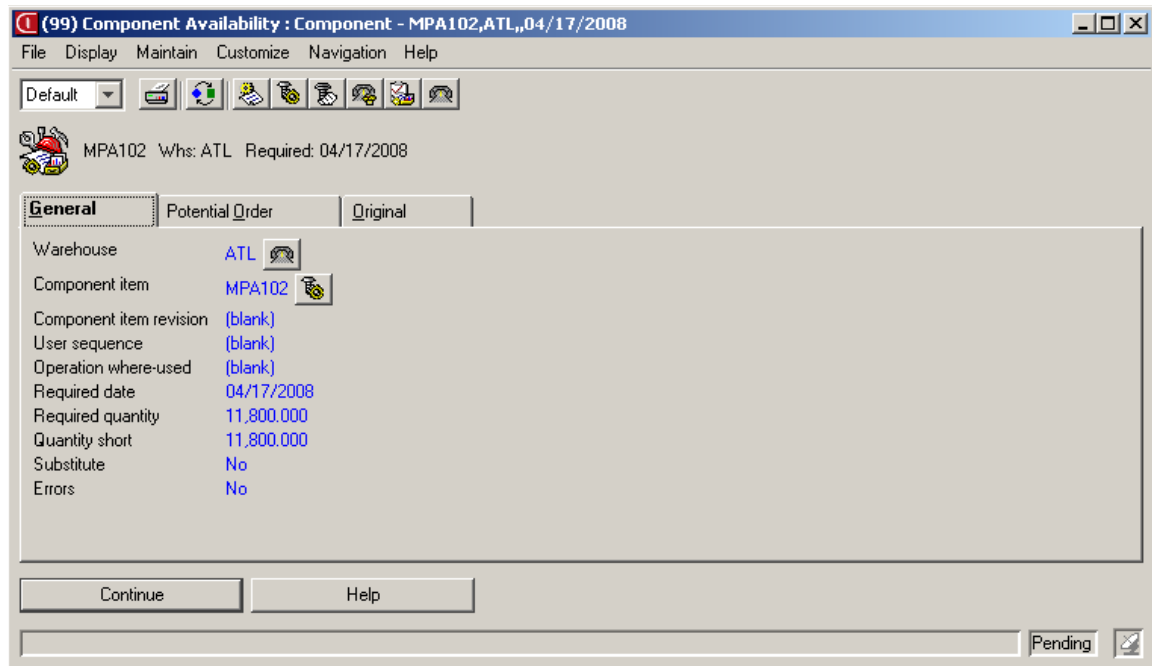 (99) Component Availability : Component - MPA102,ATL,,04/17/2008
File Display Maintain Customize Navigation Help
Default
MPA102 Whs: ATL Required: 04/17/2008
General Potential Order Original
Warehouse ATL
Component item MPA102
Component item revision (blank)
User sequence (blank)
Operation where-used (blank)
Required date 04/17/2008
Required quantity 11,800.000
Quantity short 11,800.000
Substitute No
Errors No
Continue Help
Pending